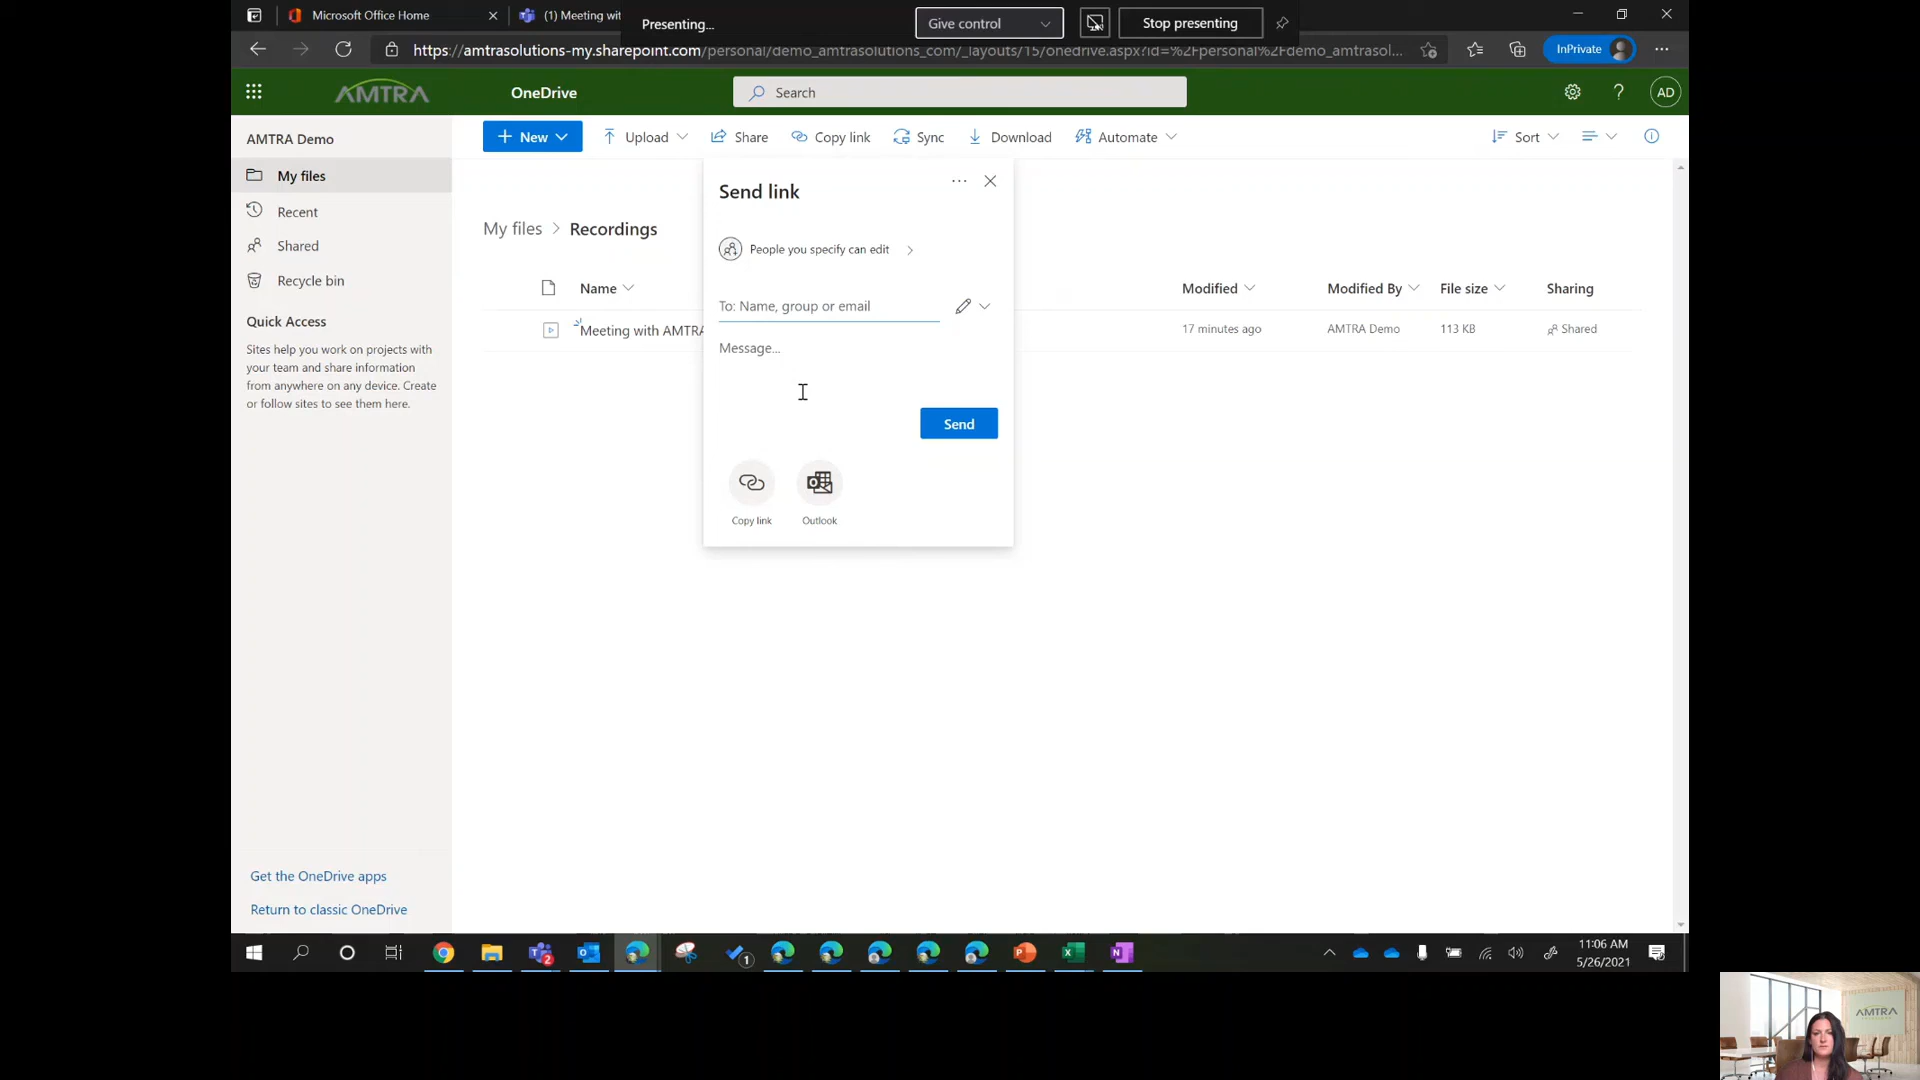 Microsoft Office Home
(1) Meeting wit
Presenting...
Give control
Stop presenting
https://amtrasolutions-my.sharepoint.com/personal/demo_amtrasolutions_com/_layouts/15/onedrive.aspx?id=%2Fpersonal%2Fdemo_amtrasol...
InPrivate
AMTRA
OneDrive
Search
?
AD
AMTRA Demo
My files
Recent
Shared
Recycle bin
Quick Access
Sites help you work on projects with
your team and share information
from anywhere on any device. Create
or follow sites to see them here.
Get the OneDrive apps
Return to classic OneDrive
+ New
Upload
Share
Copy link
Sync
Download
Automate
Sort
My files > Recordings
Name
Modified
Modified By
File size
Sharing
Meeting with AMTRA
17 minutes ago
AMTRA Demo
113 KB
Shared
Send link
People you specify can edit
To: Name, group or email
Message...
Send
Copy link
Outlook
2
1
11:06 AM
5/26/2021
AMTRA